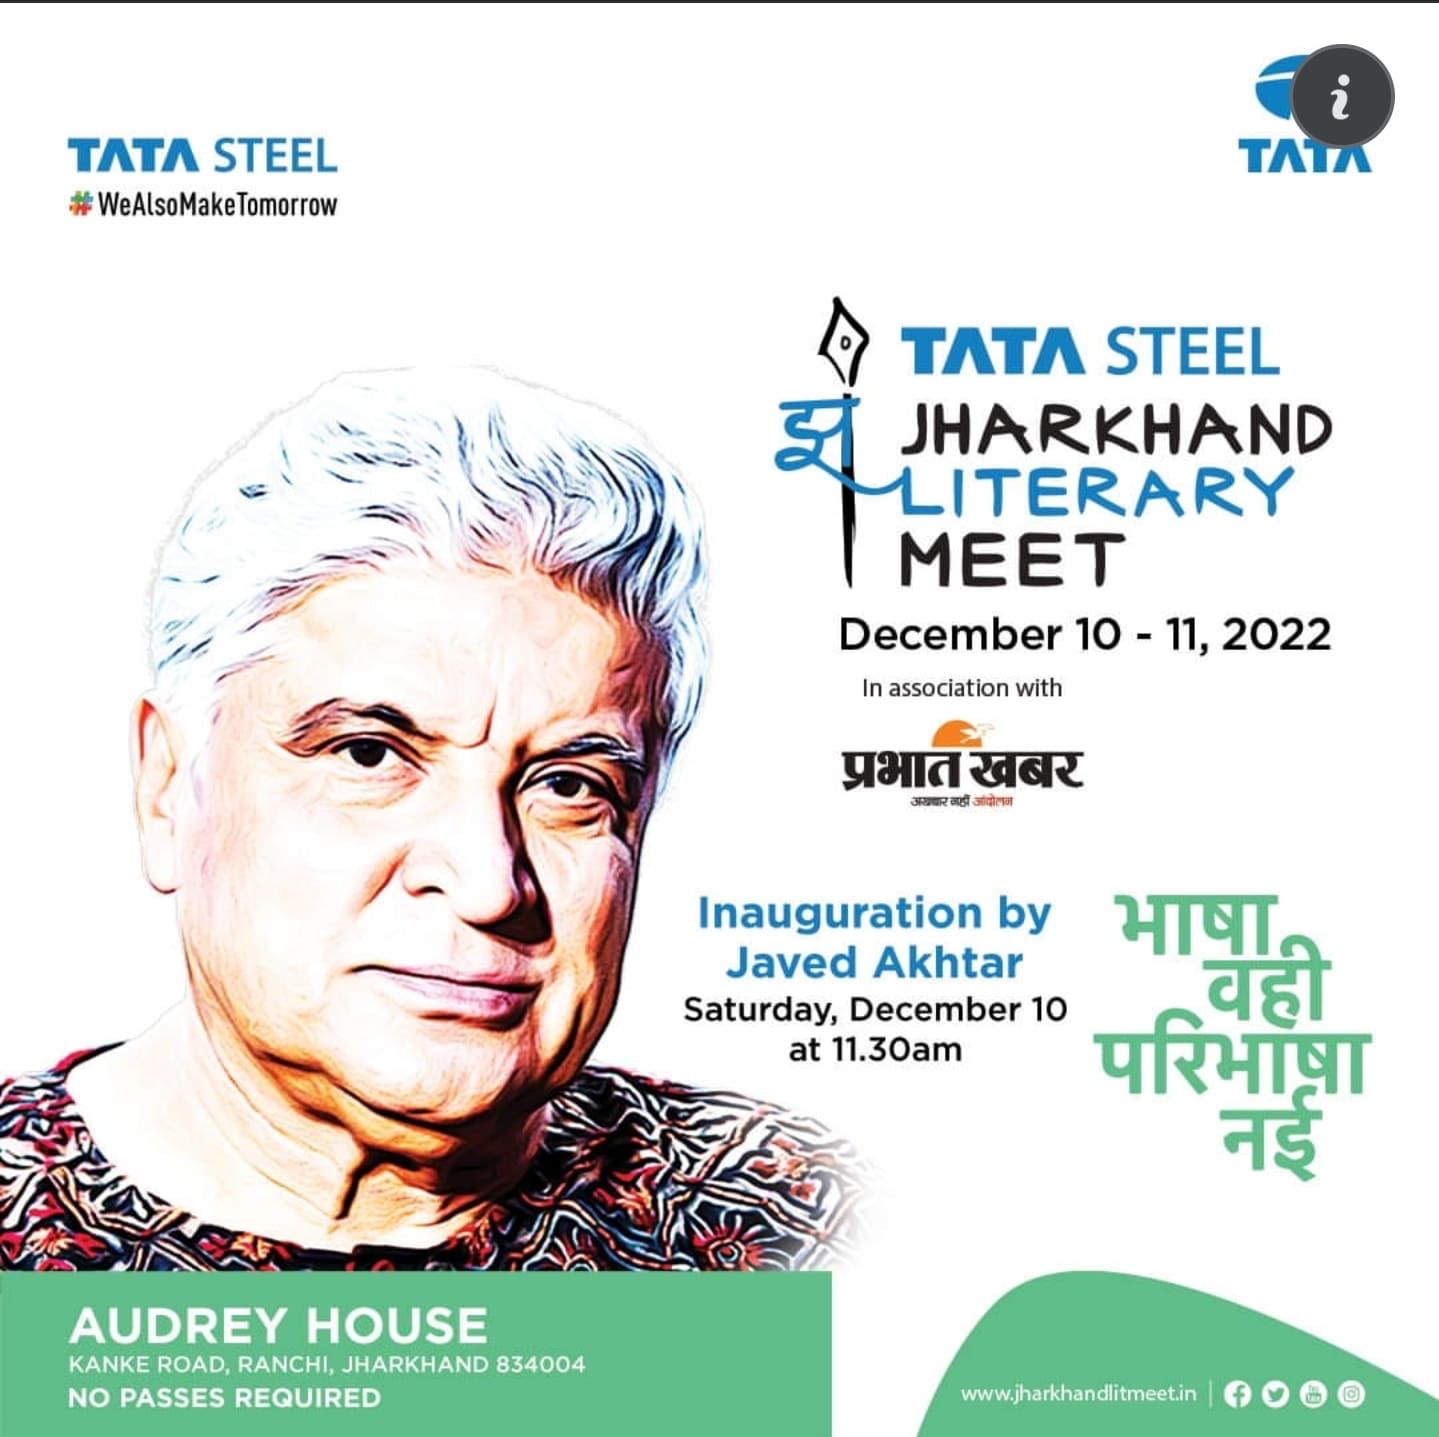 TATA STEEL
#WeAlsoMakeTomorrow
TATA
झ
TATA STEEL
JHARKHAND
LITERARY
MEET
December 10 - 11, 2022
In association with
प्रभात खबर
अखबार नहीं आंदोलन
Inauguration by
Javed Akhtar
Saturday, December 10
at 11.30am
भाषा
वही
परिभाषा
नई
AUDREY HOUSE
KANKE ROAD, RANCHI, JHARKHAND 834004
NO PASSES REQUIRED
www.jharkhandlitmeet.in